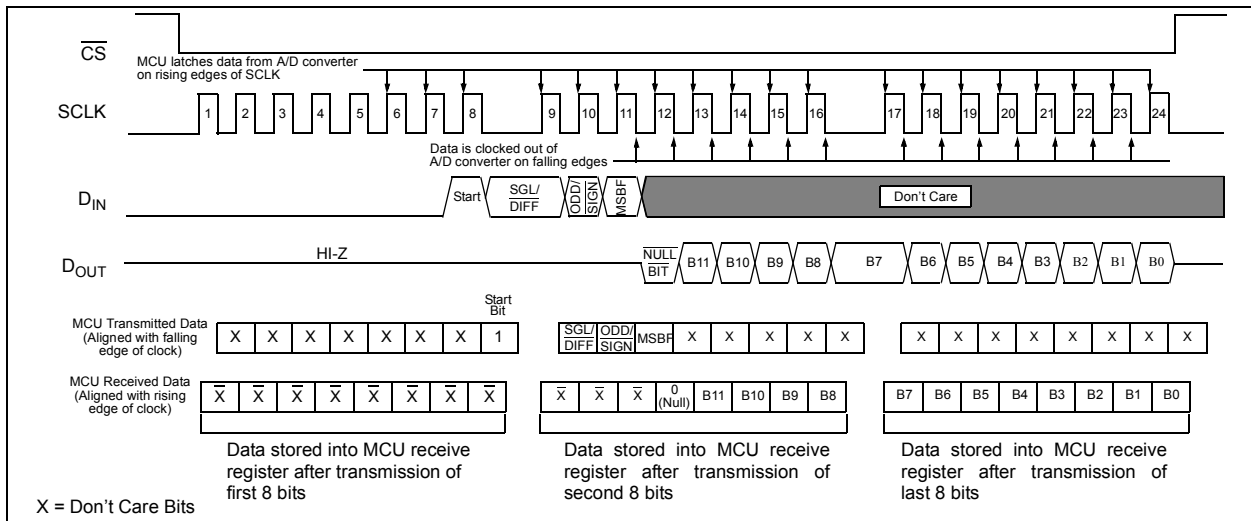 CS
MCU latches data from A/D converter
on rising edges of SCLK
SCLK
1 2 3 4 5 6 7 8 9 10 11 12 13 14 15 16 17 18 19 20 21 22 23 24
Data is clocked out of
A/D converter on falling edges
DIN
Start SGL/DIFF ODD/SIGN MSBF Don't Care
HI-Z
DOUT
NULL BIT B11 B10 B9 B8 B7 B6 B5 B4 B3 B2 B1 B0
Start
Bit
MCU Transmitted Data
(Aligned with falling
edge of clock)
X X X X X X X 1 SGL/DIFF ODD/SIGN MSBF X X X X X X X X X X X X X
MCU Received Data
(Aligned with rising
edge of clock)
X X X X X X X X X X X 0 (Null) B11 B10 B9 B8 B7 B6 B5 B4 B3 B2 B1 B0
Data stored into MCU receive
register after transmission of
first 8 bits
Data stored into MCU receive
register after transmission of
second 8 bits
Data stored into MCU receive
register after transmission of
last 8 bits
X = Don't Care Bits